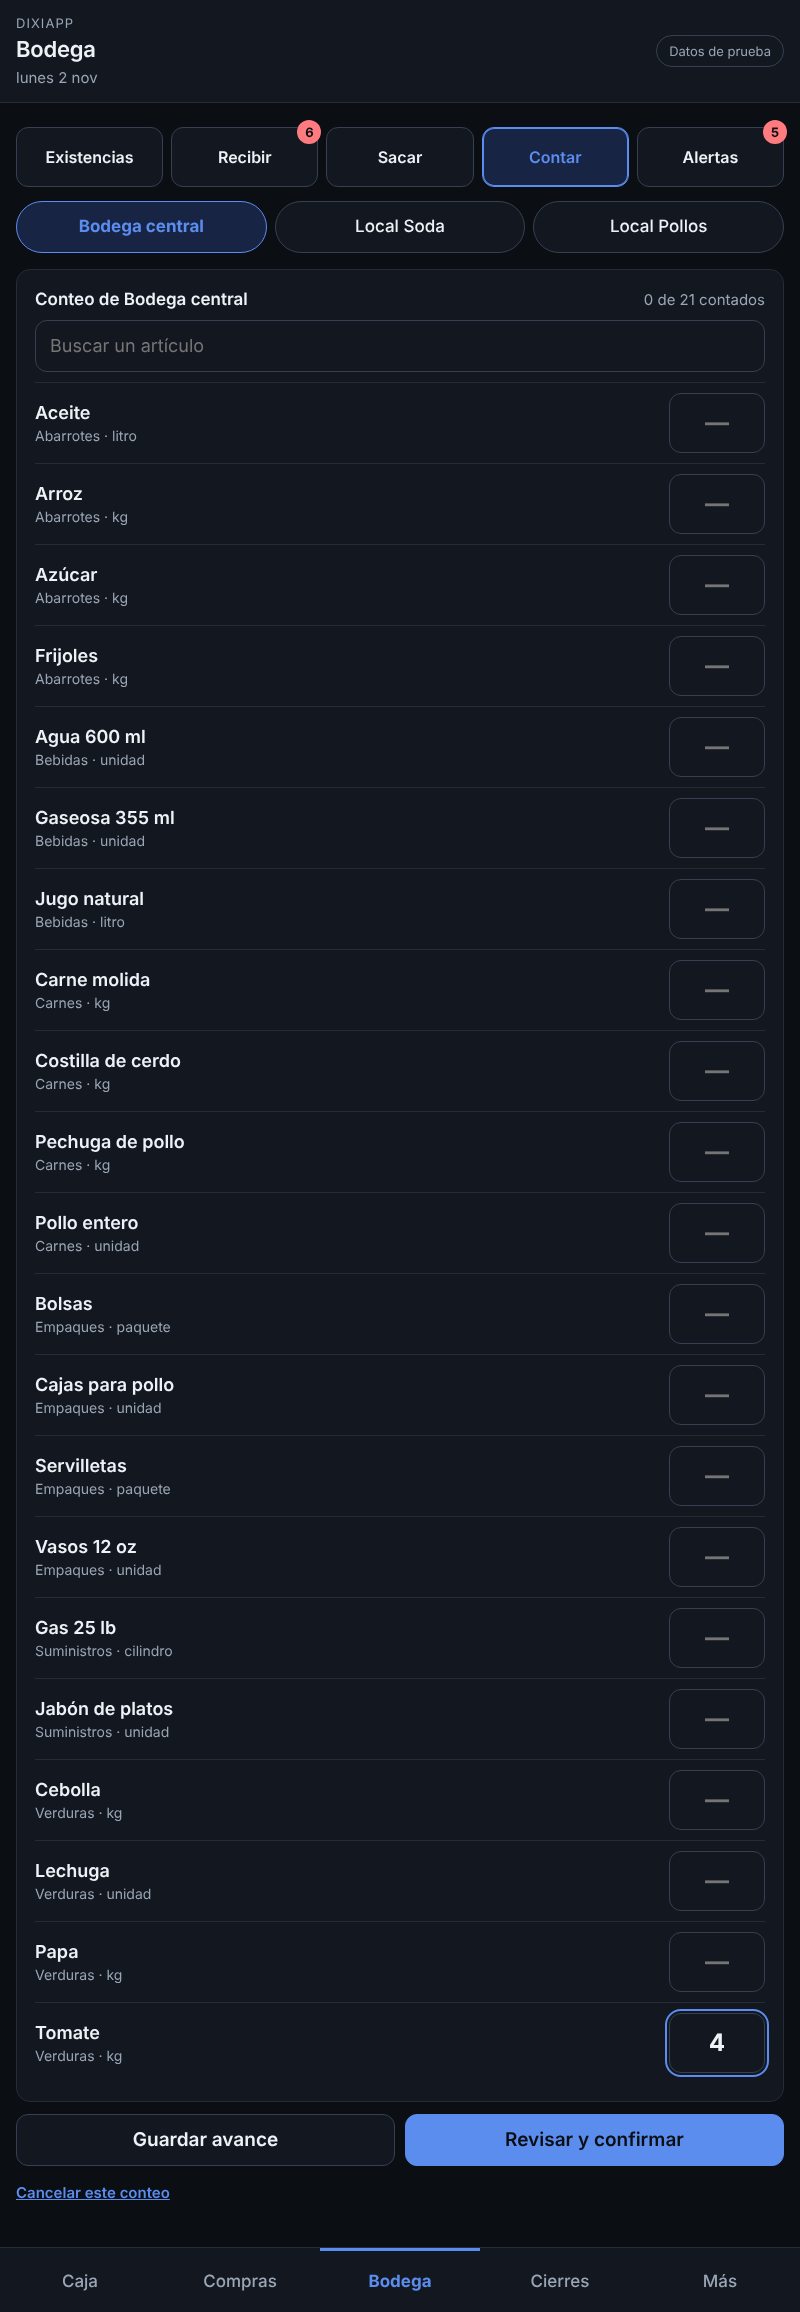 DIXIAPP
Bodega
lunes 2 nov
Datos de prueba
Existencias
Recibir
6
Sacar
Contar
Alertas
5
Bodega central
Local Soda
Local Pollos
Conteo de Bodega central
0 de 21 contados
Buscar un artículo
Aceite
Abarrotes · litro
—
Arroz
Abarrotes · kg
—
Azúcar
Abarrotes · kg
—
Frijoles
Abarrotes · kg
—
Agua 600 ml
Bebidas · unidad
—
Gaseosa 355 ml
Bebidas · unidad
—
Jugo natural
Bebidas · litro
—
Carne molida
Carnes · kg
—
Costilla de cerdo
Carnes · kg
—
Pechuga de pollo
Carnes · kg
—
Pollo entero
Carnes · unidad
—
Bolsas
Empaques · paquete
—
Cajas para pollo
Empaques · unidad
—
Servilletas
Empaques · paquete
—
Vasos 12 oz
Empaques · unidad
—
Gas 25 lb
Suministros · cilindro
—
Jabón de platos
Suministros · unidad
—
Cebolla
Verduras · kg
—
Lechuga
Verduras · unidad
—
Papa
Verduras · kg
—
Tomate
Verduras · kg
4
Guardar avance
Revisar y confirmar
Cancelar este conteo
Caja
Compras
Bodega
Cierres
Más